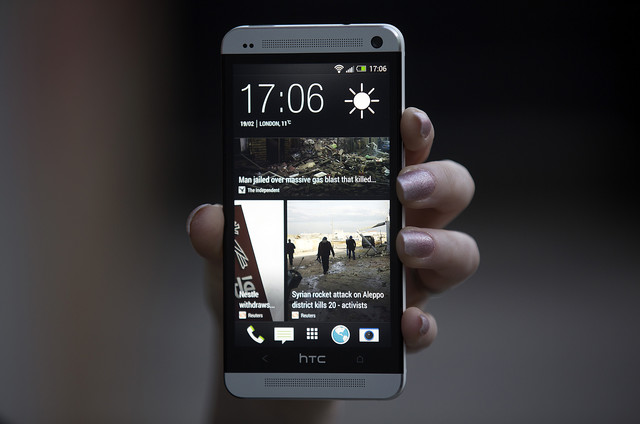 17:06
17:06
19/02 | LONDON, 11°C
Man jailed over massive gas blast that killed...
The Independent
Nestle
withdraws...
Reuters
Syrian rocket attack on Aleppo
district kills 20 - activists
Reuters
hTC